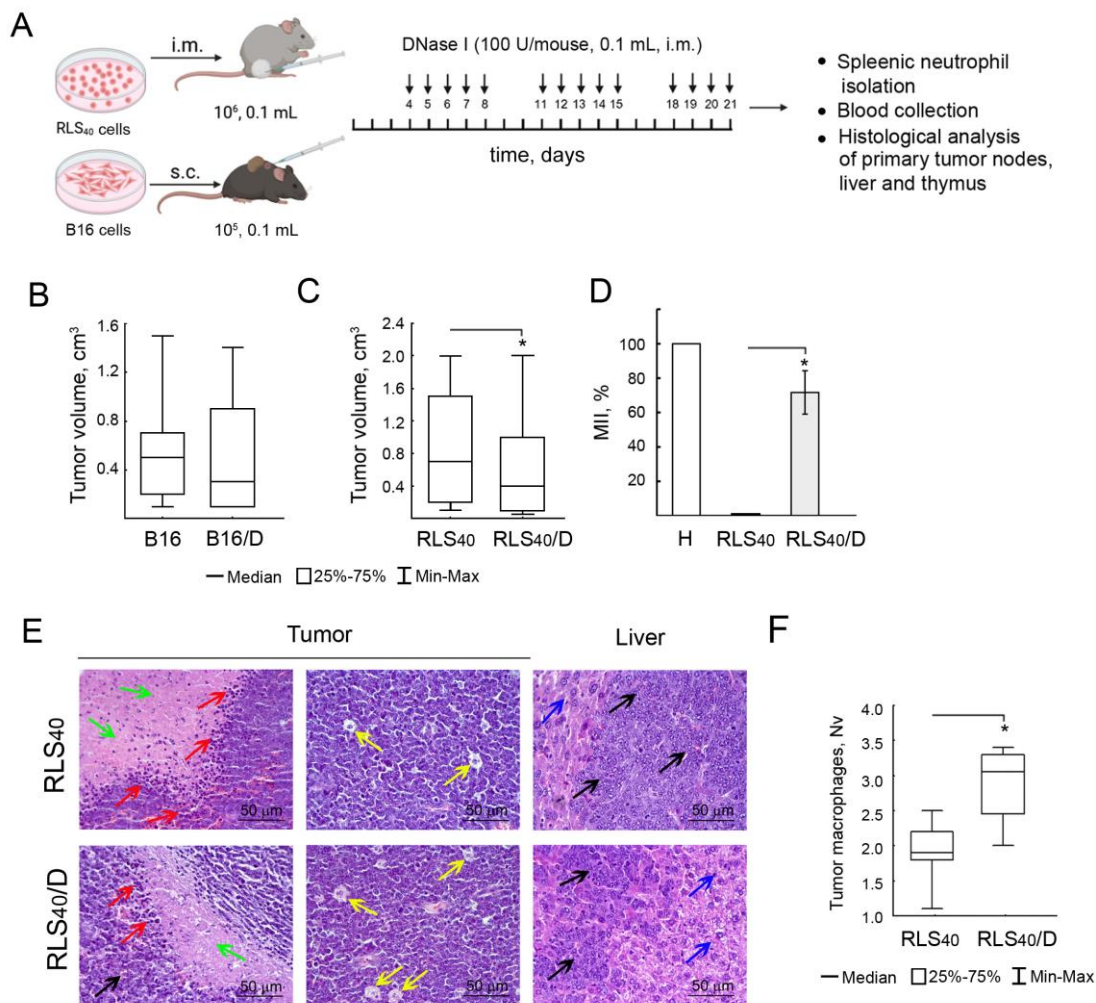 A
i.m.
DNase I (100 U/mouse, 0.1 mL, i.m.)
RLS₄₀ cells
10⁶, 0.1 mL
4 5 6 7 8 11 12 13 14 15 18 19 20 21
time, days
s.c.
B16 cells
10⁵, 0.1 mL
• Spleenic neutrophil
isolation
• Blood collection
• Histological analysis
of primary tumor nodes,
liver and thymus
B
Tumor volume, cm³
1.6
1.2
0.8
0.4
B16 B16/D
C
Tumor volume, cm³
2.4
2.0
1.6
1.2
0.8
0.4
0.0
*
RLS₄₀ RLS₄₀/D
Median 25%-75% Min-Max
D
MII, %
100
80
60
40
20
*
H RLS₄₀ RLS₄₀/D
E
Tumor Liver
RLS₄₀
50 µm 50 µm 50 µm
RLS₄₀/D
50 µm 50 µm 50 µm
F
Tumor macrophages, Nv
4.0
3.5
3.0
2.5
2.0
1.5
1.0
*
RLS₄₀ RLS₄₀/D
Median 25%-75% Min-Max